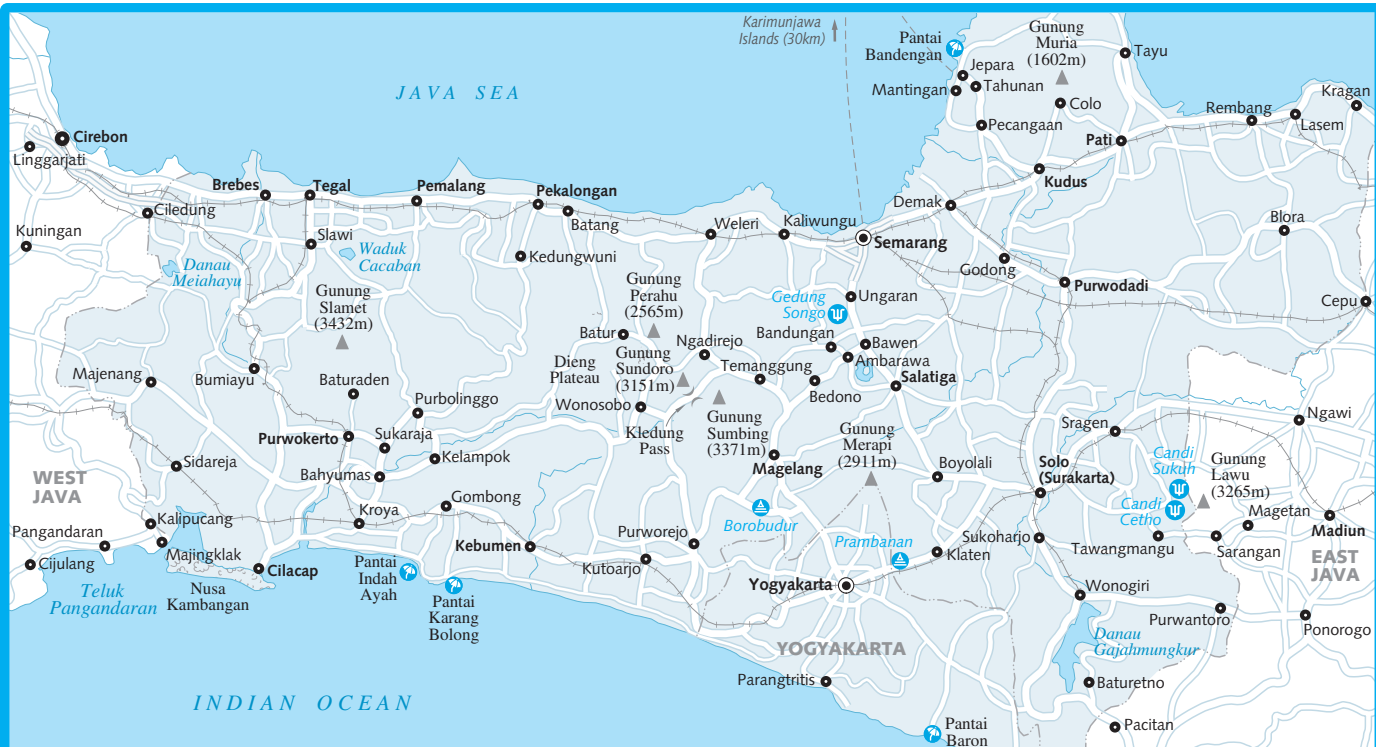 Karimunjawa
Islands (30km)
Pantai
Bandengan
Gunung
Muria
(1602m)
Tayu
JAVA SEA
Jepara
Mantingan
Tahunan
Colo
Kragan
Rembang
Lasem
Pecangaan
Cirebon
Linggarjati
Pati
Kudus
Brebes
Tegal
Pemalang
Pekalongan
Ciledung
Batang
Demak
Kuningan
Slawi
Waduk
Cacaban
Weleri
Kaliwungu
Semarang
Blora
Danau
Meiahayu
Kedungwuni
Godong
Purwodadi
Gunung
Slamet
(3432m)
Gunung
Perahu
(2565m)
Gedung
Songo
Ungaran
Cepu
Batur
Ngadirejo
Bandungan
Bawen
Ambarawa
Dieng
Plateau
Gunung
Sundoro
(3151m)
Temanggung
Salatiga
Majenang
Bumiayu
Baturaden
Bedono
Purbolinggo
Wonosobo
Kledung
Pass
Gunung
Sumbing
(3371m)
Gunung
Merapi
(2911m)
Sragen
Ngawi
Purwokerto
Sukaraja
Kelampok
Magelang
Boyolali
Solo
(Surakarta)
Candi
Sukuh
Gunung
Lawu
(3265m)
WEST
JAVA
Sidareja
Bahyumas
Gombong
Borobudur
Candi
Cetho
Magetan
Madiun
Pangandaran
Kalipucang
Kroya
Purworejo
Prambanan
Sukoharjo
Tawangmangu
Sarangan
EAST
JAVA
Cijulang
Majingklak
Cilacap
Kebumen
Kutoarjo
Klaten
Pantai
Indah
Ayah
Pantai
Karang
Bolong
Yogyakarta
Wonogiri
Teluk
Pangandaran
Nusa
Kambangan
Purwantoro
Ponorogo
YOGYAKARTA
Danau
Gajahmungkur
Parangtritis
Baturetno
INDIAN OCEAN
Pantai
Baron
Pacitan